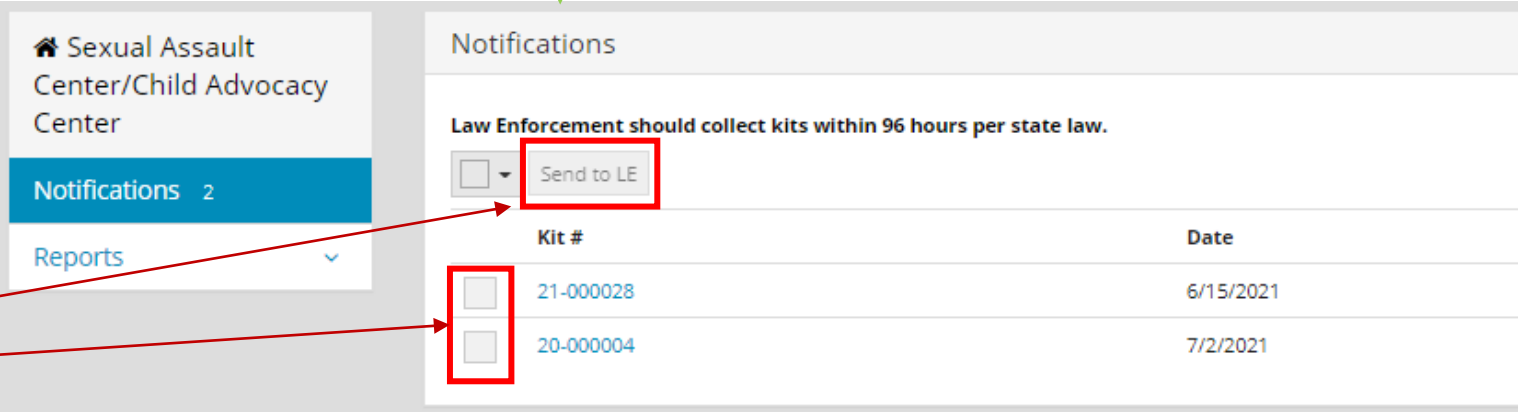 Sexual Assault
Center/Child Advocacy
Center
Notifications 2
Reports
Notifications
Law Enforcement should collect kits within 96 hours per state law.
Send to LE
Kit # Date
21-000028 6/15/2021
20-000004 7/2/2021